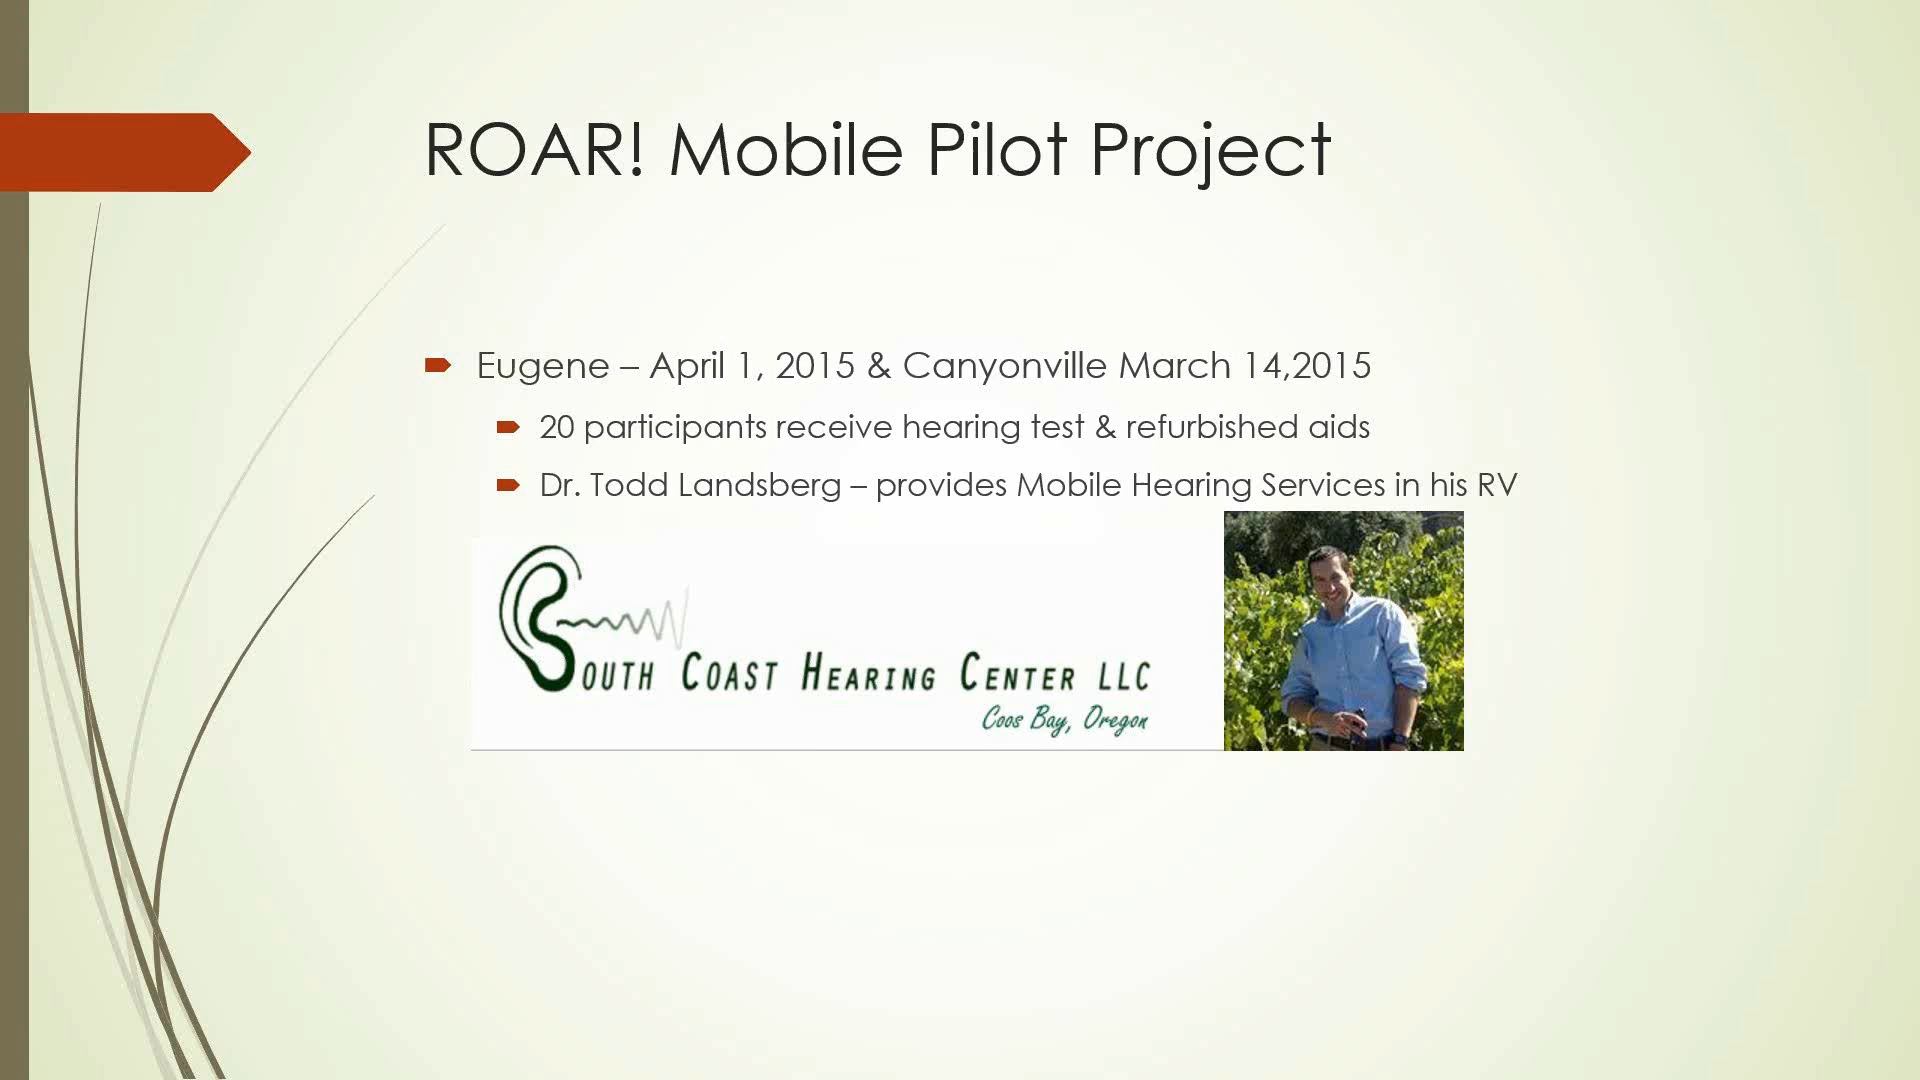 ROAR! Mobile Pilot Project
Eugene – April 1, 2015 & Canyonville March 14,2015
20 participants receive hearing test & refurbished aids
Dr. Todd Landsberg – provides Mobile Hearing Services in his RV
South Coast Hearing Center LLC
Coos Bay, Oregon